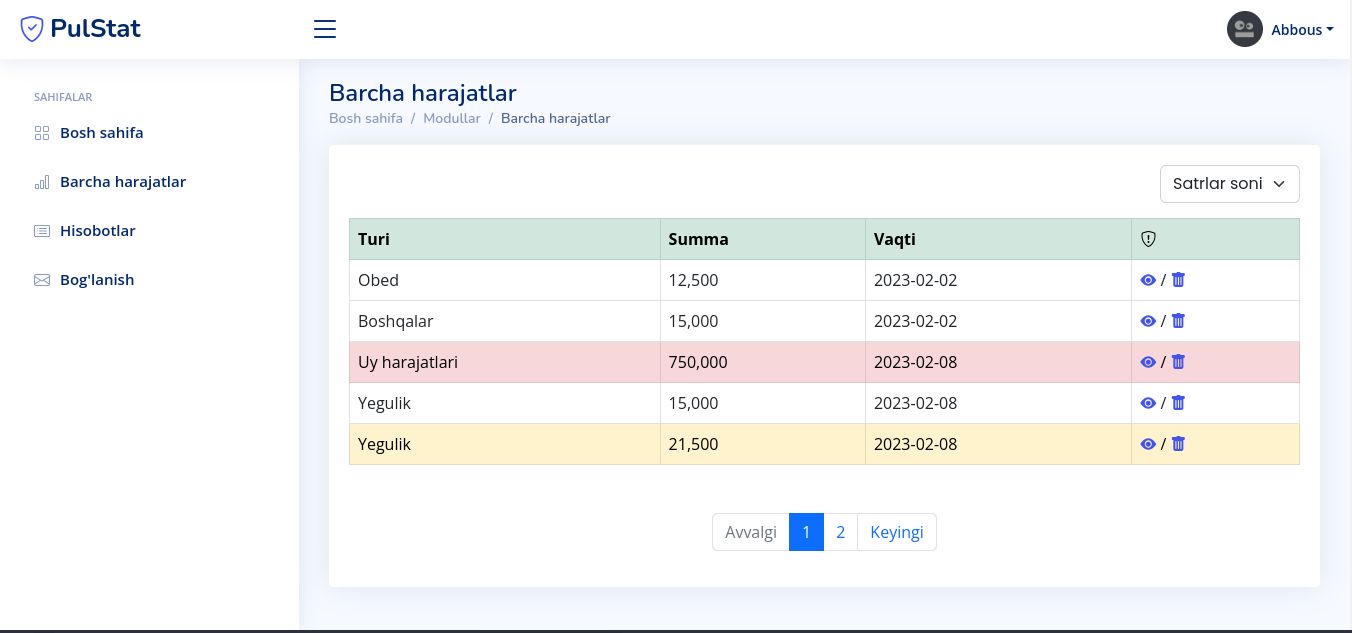 PulStat
Abbous
SAHIFALAR
Bosh sahifa
Barcha harajatlar
Hisobotlar
Bog'lanish
Barcha harajatlar
Bosh sahifa / Modullar / Barcha harajatlar
Satrlar soni
Turi Summa Vaqti
Obed 12,500 2023-02-02 /
Boshqalar 15,000 2023-02-02 /
Uy harajatlari 750,000 2023-02-08 /
Yegulik 15,000 2023-02-08 /
Yegulik 21,500 2023-02-08 /
Avvalgi 1 2 Keyingi